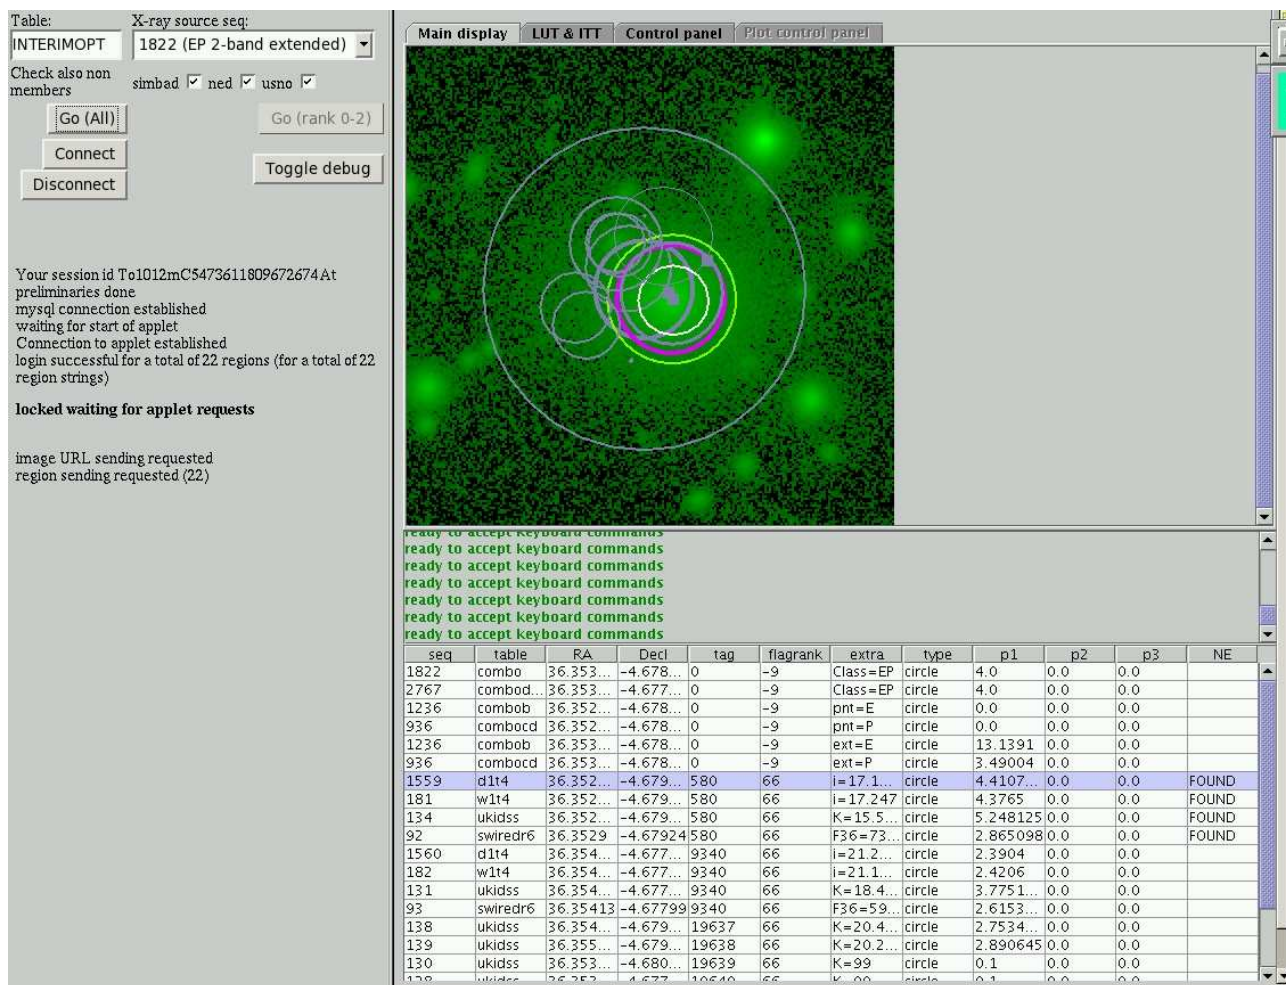 Table: X-ray source seq:
INTERIMOPT 1822 (EP 2-band extended)
Check also non
members simbad ned usno
Go (All) Go (rank 0-2)
Connect
Disconnect Toggle debug
Your session id To1012mC5473611809672674At
preliminaries done
mysql connection established
waiting for start of applet
Connection to applet established
login successful for a total of 22 regions (for a total of 22
region strings)
locked waiting for applet requests
image URL sending requested
region sending requested (22)
Main display LUT & ITT Control panel Plot control panel
ready to accept keyboard commands
ready to accept keyboard commands
ready to accept keyboard commands
ready to accept keyboard commands
ready to accept keyboard commands
ready to accept keyboard commands
ready to accept keyboard commands
seq table RA Decl tag flagrank extra type p1 p2 p3 NE
1822 combo 36.353... -4.678... 0 -9 Class=EP circle 4.0 0.0 0.0
2767 combod... 36.353... -4.677... 0 -9 Class=EP circle 4.0 0.0 0.0
1236 combob 36.352... -4.678... 0 -9 pnt=E circle 0.0 0.0 0.0
936 combocd 36.352... -4.678... 0 -9 pnt=P circle 0.0 0.0 0.0
1236 combob 36.353... -4.678... 0 -9 ext=E circle 13.1391 0.0 0.0
936 combocd 36.353... -4.678... 0 -9 ext=P circle 3.49004 0.0 0.0
1559 d1t4 36.352... -4.679... 580 66 i=17.1... circle 4.4107... 0.0 0.0 FOUND
181 w1t4 36.352... -4.679... 580 66 i=17.247 circle 4.3765 0.0 0.0 FOUND
134 ukidss 36.352... -4.679... 580 66 K=15.5... circle 5.248125 0.0 0.0 FOUND
92 swiredr6 36.3529 -4.67924 580 66 F36=73... circle 2.865098 0.0 0.0 FOUND
1560 d1t4 36.354... -4.677... 9340 66 i=21.2... circle 2.3904 0.0 0.0
182 w1t4 36.354... -4.677... 9340 66 i=21.1... circle 2.4206 0.0 0.0
131 ukidss 36.354... -4.677... 9340 66 K=18.4... circle 3.7751... 0.0 0.0
93 swiredr6 36.35413 -4.67799 9340 66 F36=59... circle 2.6153... 0.0 0.0
138 ukidss 36.354... -4.679... 19637 66 K=20.4... circle 2.7534... 0.0 0.0
139 ukidss 36.355... -4.679... 19638 66 K=20.2... circle 2.890645 0.0 0.0
130 ukidss 36.353... -4.680... 19639 66 K=99 circle 0.1 0.0 0.0